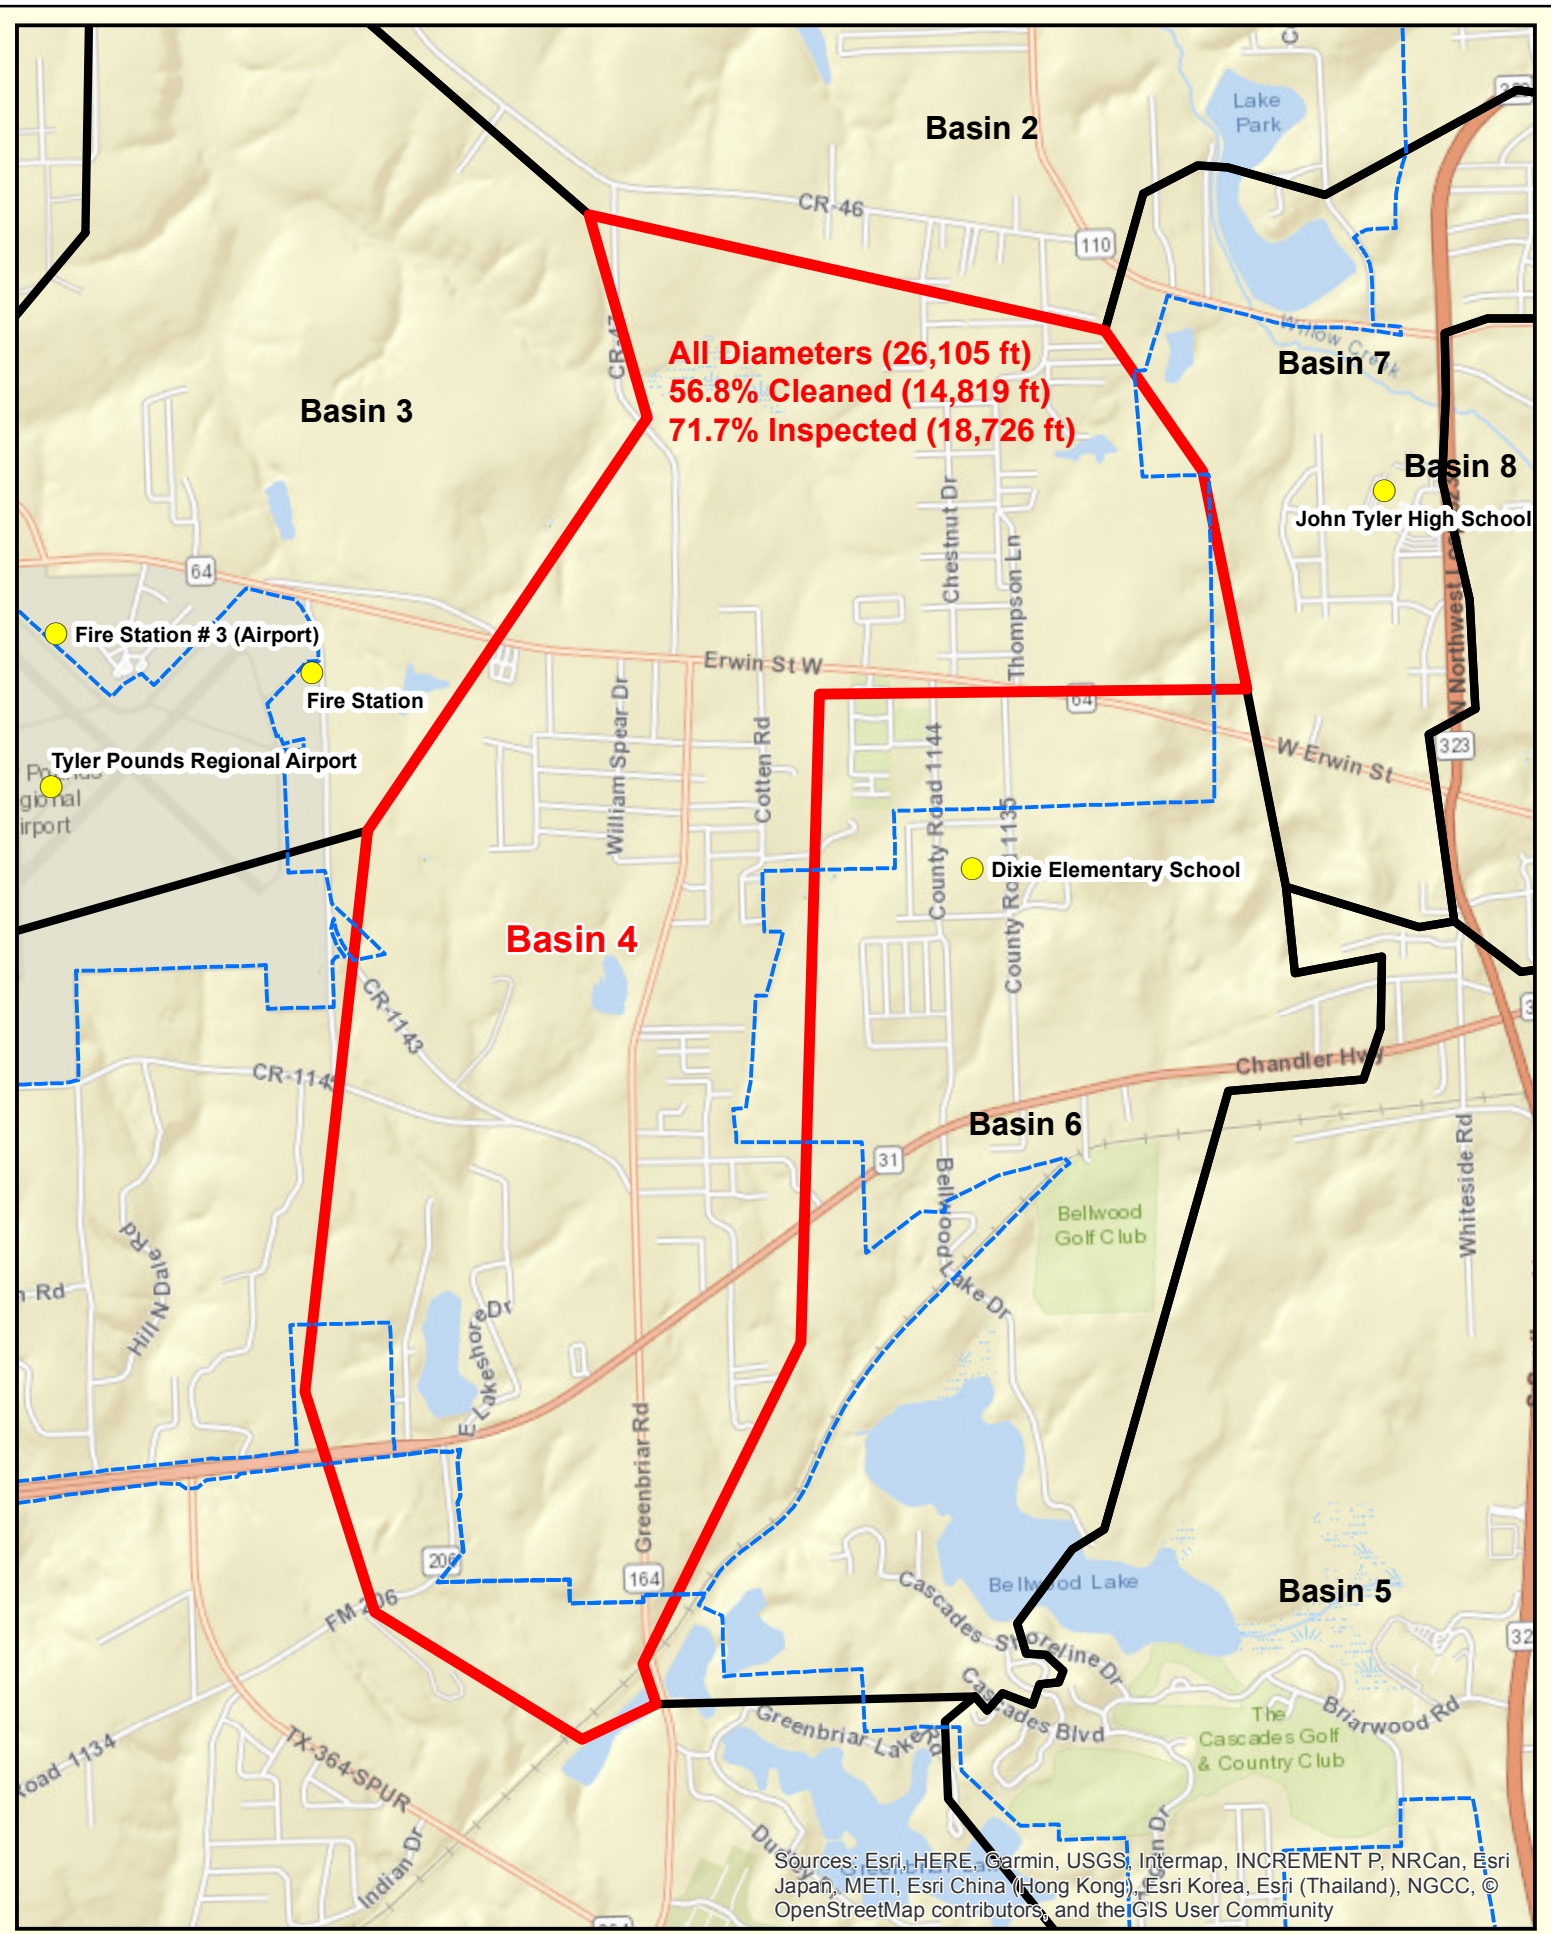 Lake
Park
Basin 2
CR-46
110
Willow Creek
CR-47
All Diameters (26,105 ft)
56.8% Cleaned (14,819 ft)
71.7% Inspected (18,726 ft)
Basin 7
Basin 3
Basin 8
John Tyler High School
Chestnut Dr
Thompson Ln
64
Fire Station # 3 (Airport)
Fire Station
Erwin St W
64
William Spear Dr
Cotten Rd
County Road 1144
W Erwin St
323
Tyler Pounds Regional Airport
County Road 1135
Dixie Elementary School
Basin 4
CR-1143
CR-1145
Chandler Hwy
Basin 6
31
Whiteside Rd
Bellwood Lake Dr
Bellwood
Golf Club
Hill N Dale Rd
n Rd
E Lakeshore Dr
Greenbriar Rd
206
164
Bellwood Lake
Basin 5
FM 206
Cascades Shoreline Dr
Cascades Blvd
Briarwood Rd
Greenbriar Lake Rd
The
Cascades Golf
& Country Club
TX-364-SPUR
Road 1134
Indian Dr
Sources: Esri, HERE, Garmin, USGS, Intermap, INCREMENT P, NRCan, Esri
Japan, METI, Esri China (Hong Kong), Esri Korea, Esri (Thailand), NGCC, ©
OpenStreetMap contributors, and the GIS User Community